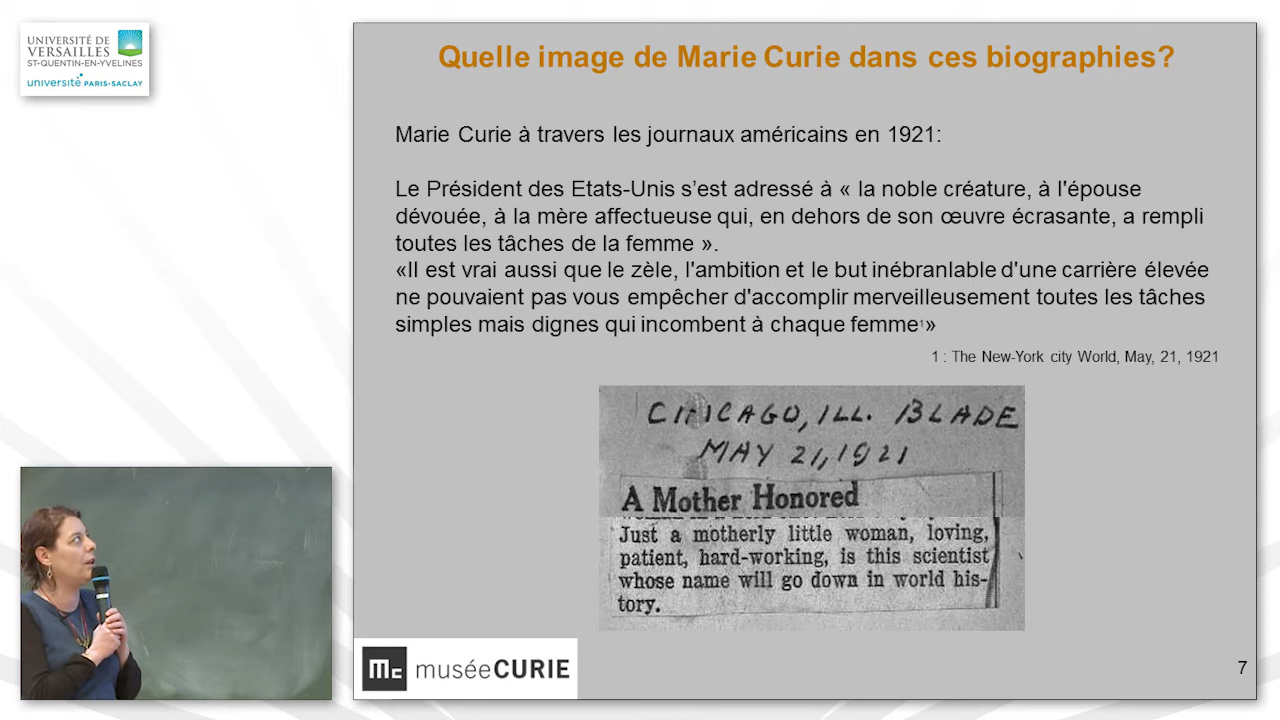 UNIVERSITÉ DE
VERSAILLES
ST-QUENTIN-EN-YVELINES
université PARIS-SACLAY
Quelle image de Marie Curie dans ces biographies?
Marie Curie à travers les journaux américains en 1921:
Le Président des Etats-Unis s’est adressé à « la noble créature, à l'épouse
dévouée, à la mère affectueuse qui, en dehors de son œuvre écrasante, a rempli
toutes les tâches de la femme ».
«Il est vrai aussi que le zèle, l'ambition et le but inébranlable d'une carrière élevée
ne pouvaient pas vous empêcher d'accomplir merveilleusement toutes les tâches
simples mais dignes qui incombent à chaque femme¹»
1 : The New-York city World, May, 21, 1921
CHICAGO, ILL. BLADE
MAY 21, 1921
A Mother Honored
Just a motherly little woman, loving,
patient, hard-working, is this scientist
whose name will go down in world his-
tory.
Mc muséeCURIE
7